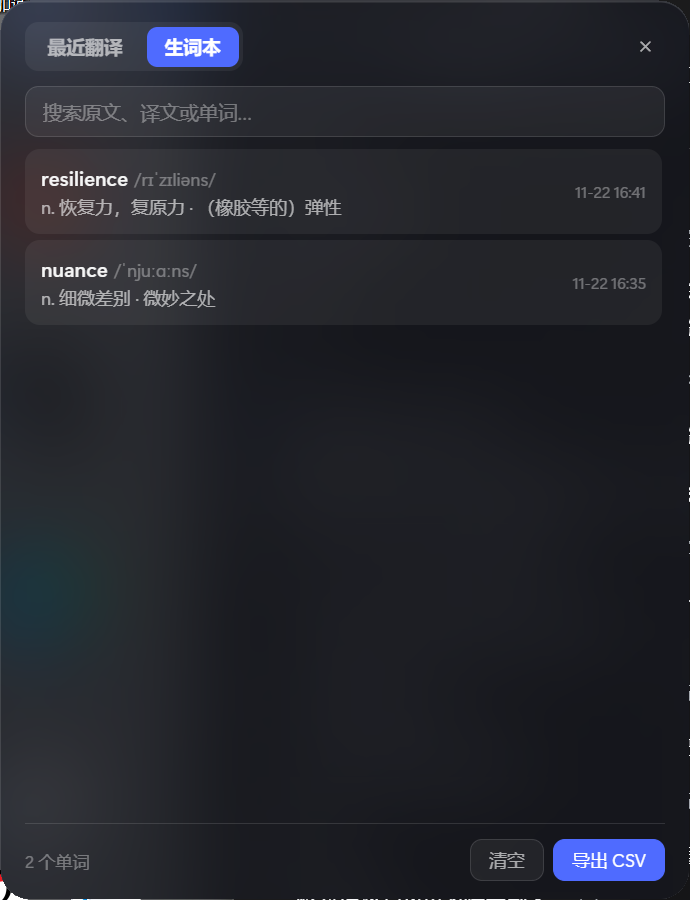 最近翻译 生词本 ×
搜索原文、译文或单词...
resilience /rɪˈzɪliəns/
11-22 16:41
n. 恢复力，复原力 · （橡胶等的）弹性
nuance /ˈnjuːɑːns/
11-22 16:35
n. 细微差别 · 微妙之处
2 个单词 清空 导出 CSV